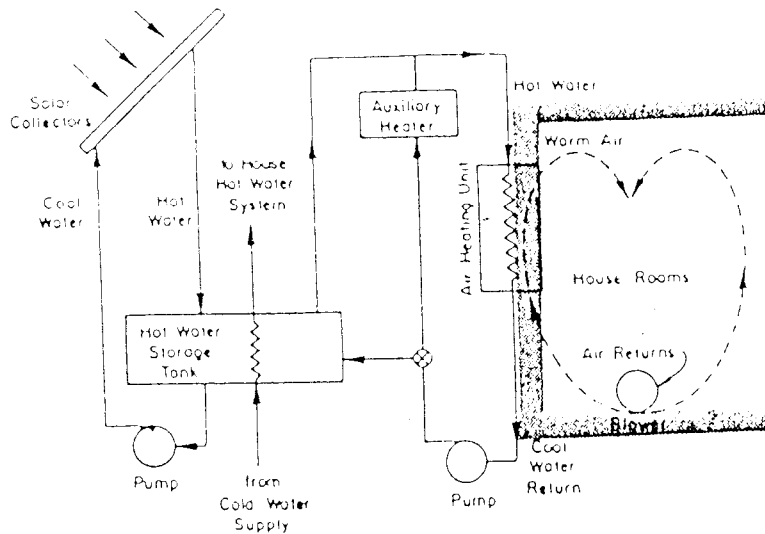 Solar
Collectors
Cool
Water
Hot
Water
to House
Hot Water
System
Auxiliary
Heater
Hot Water
Warm Air
Air Heating Unit
House Rooms
Air Returns
Blower
Hot Water
Storage
Tank
Pump
from
Cold Water
Supply
Pump
Cool
Water
Return